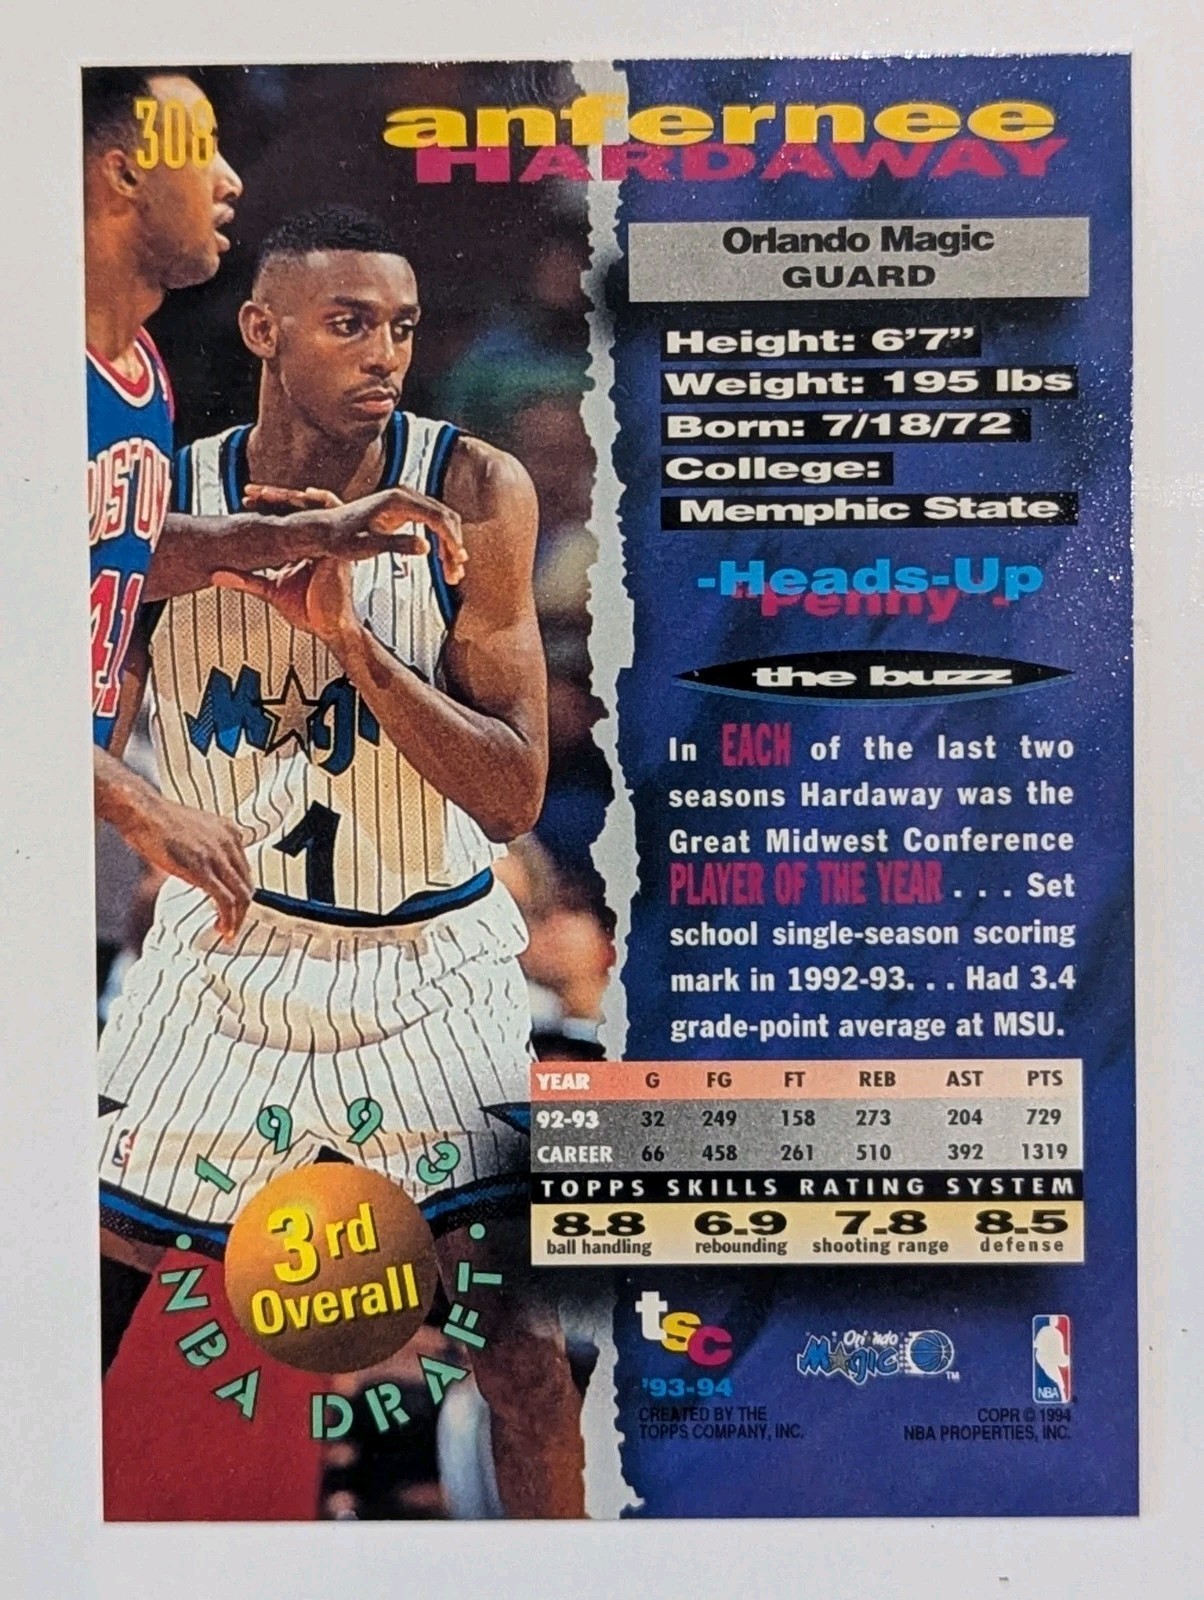 308
anfernee
HARDAWAY
Orlando Magic
GUARD
Height: 6'7"
Weight: 195 lbs
Born: 7/18/72
College:
Memphic State
-Heads-Up
"Penny"-
the buzz
In EACH of the last two
seasons Hardaway was the
Great Midwest Conference
PLAYER OF THE YEAR . . . Set
school single-season scoring
mark in 1992-93. . . Had 3.4
grade-point average at MSU.
YEAR G FG FT REB AST PTS
92-93 32 249 158 273 204 729
CAREER 66 458 261 510 392 1319
TOPPS SKILLS RATING SYSTEM
8.8 6.9 7.8 8.5
ball handling rebounding shooting range defense
OUSTON
41
Magic
1
1993
3rd
Overall
• NBA DRAFT •
tsc
'93-94
CREATED BY THE
TOPPS COMPANY, INC.
Orlando
Magic
TM
NBA
COPR © 1994
NBA PROPERTIES, INC.